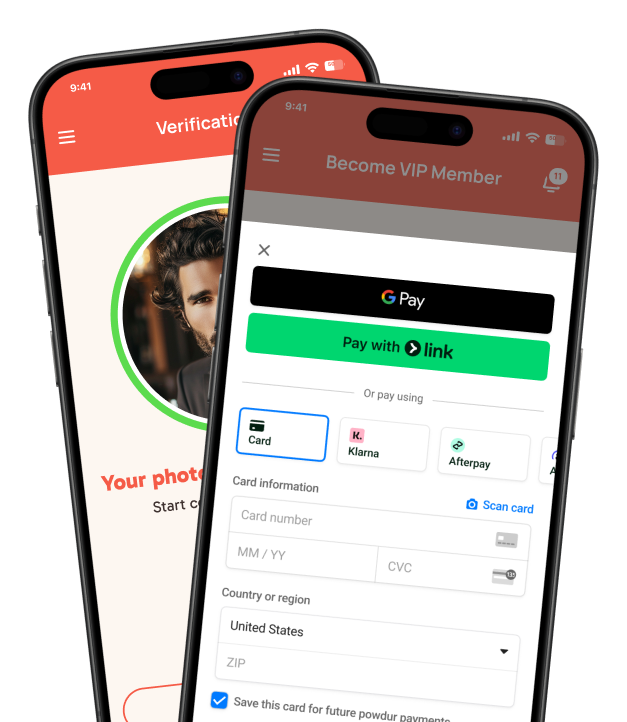 9:41
Verificatio
Your photo
Start co
9:41
Become VIP Member
11
G Pay
Pay with link
Or pay using
Card
K.
Klarna
Afterpay
A
Card information
Scan card
Card number
MM / YY
CVC
135
Country or region
United States
ZIP
Save this card for future powdur payments